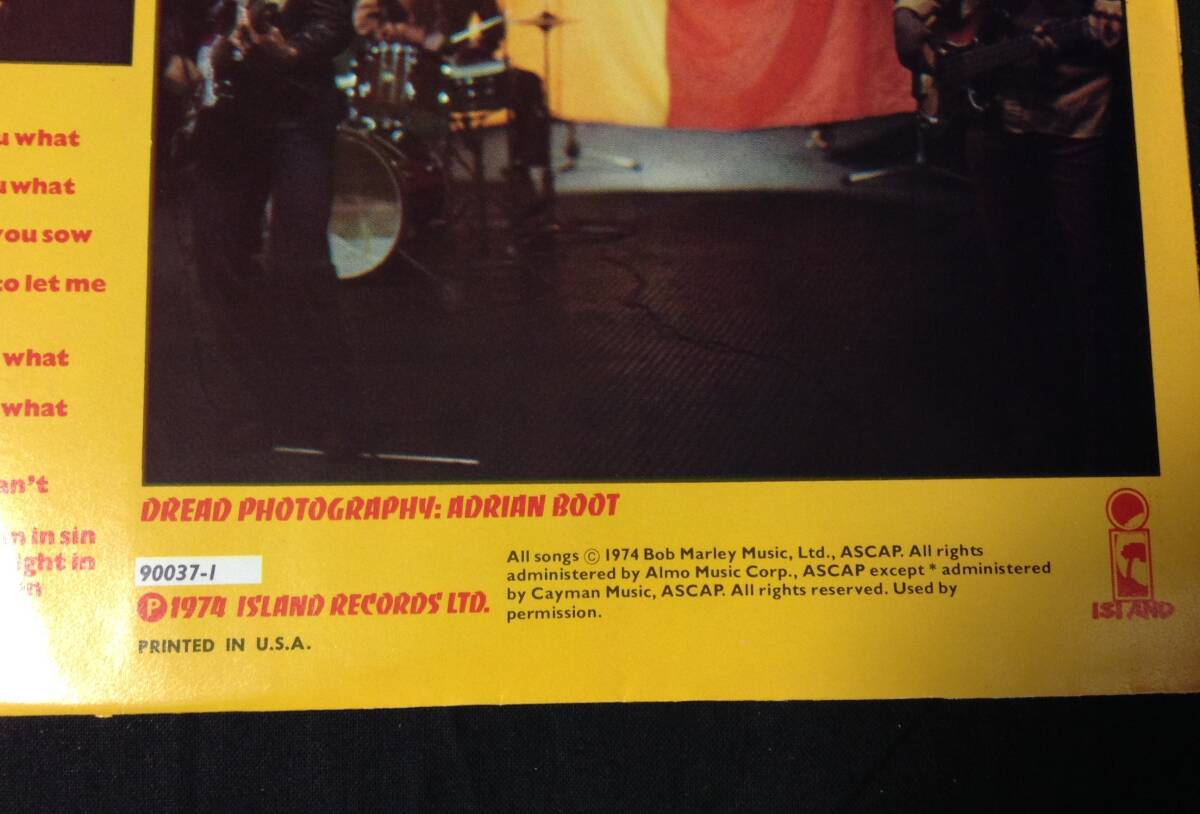 u what
u what
you sow
to let me
what
what
an't
in sin
ight in
DREAD PHOTOGRAPHY: ADRIAN BOOT
90037-1
Ⓟ 1974 ISLAND RECORDS LTD.
PRINTED IN U.S.A.
All songs © 1974 Bob Marley Music, Ltd., ASCAP. All rights
administered by Almo Music Corp., ASCAP except * administered
by Cayman Music, ASCAP. All rights reserved. Used by
permission.
ISLAND